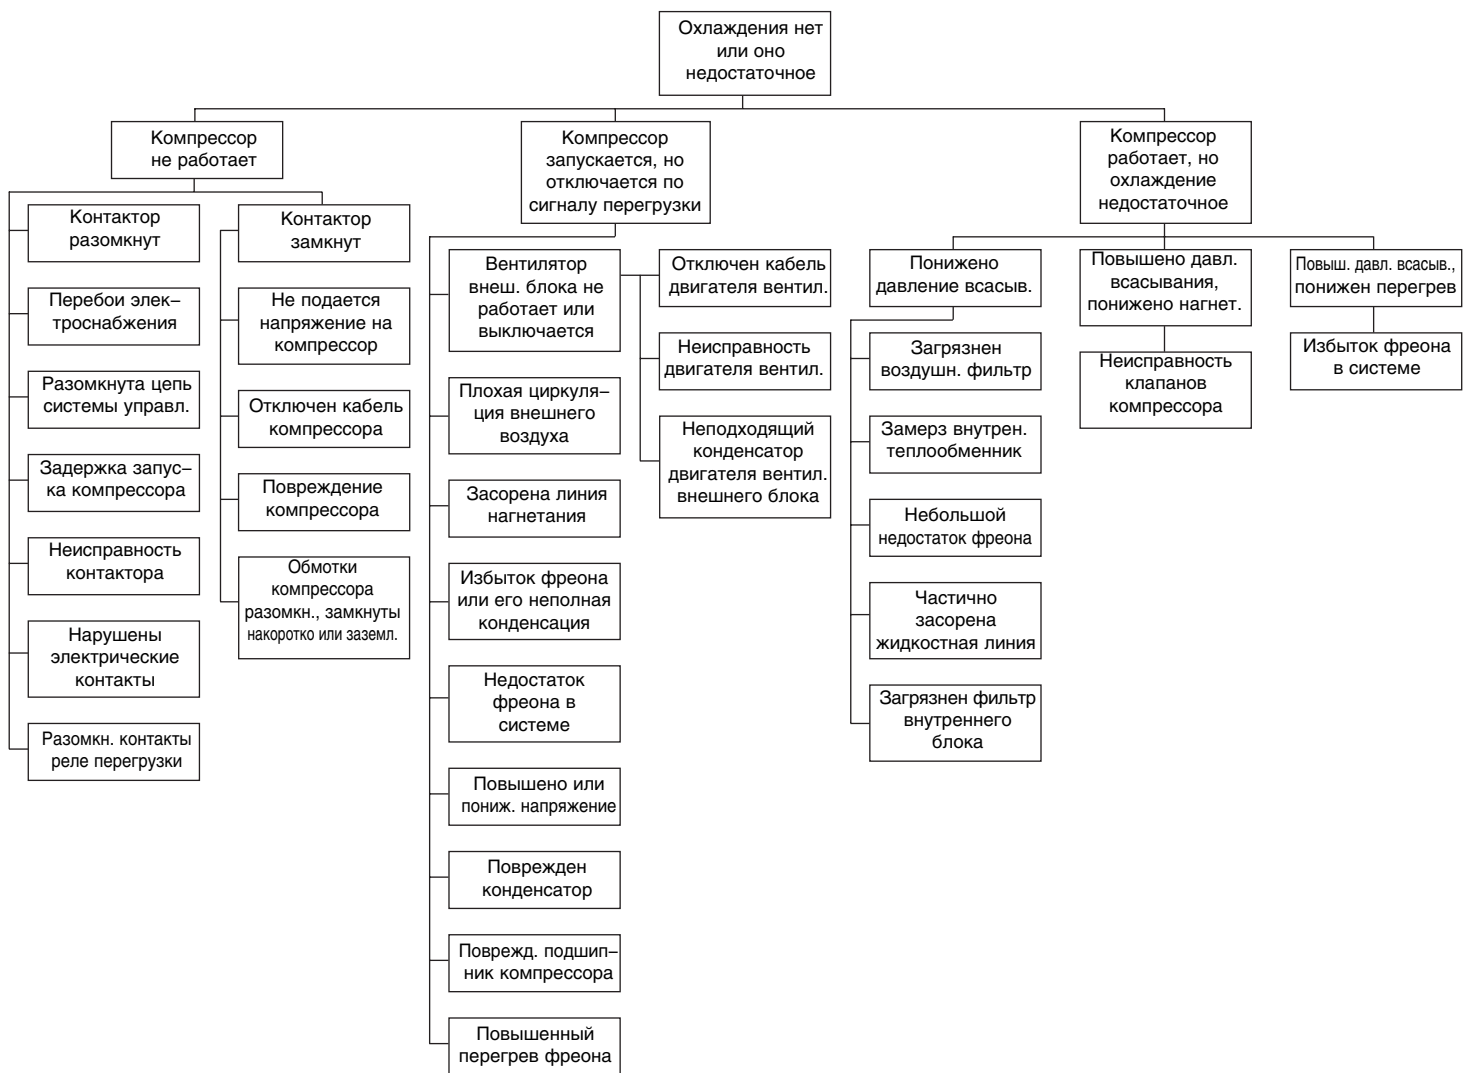 Охлаждения нет
или оно
недостаточное
Компрессор
не работает
Контактор
разомкнут
Перебои элек–
троснабжения
Разомкнута цепь
системы управл.
Задержка запус–
ка компрессора
Неисправность
контактора
Нарушены
электрические
контакты
Разомкн. контакты
реле перегрузки
Контактор
замкнут
Не подается
напряжение на
компрессор
Отключен кабель
компрессора
Повреждение
компрессора
Обмотки
компрессора
разомкн., замкнуты
накоротко или заземл.
Компрессор
запускается, но
отключается по
сигналу перегрузки
Вентилятор
внеш. блока не
работает или
выключается
Отключен кабель
двигателя вентил.
Неисправность
двигателя вентил.
Неподходящий
конденсатор
двигателя вентил.
внешнего блока
Плохая циркуля–
ция внешнего
воздуха
Засорена линия
нагнетания
Избыток фреона
или его неполная
конденсация
Недостаток
фреона в
системе
Повышено или
пониж. напряжение
Поврежден
конденсатор
Поврежд. подшип–
ник компрессора
Повышенный
перегрев фреона
Компрессор
работает, но
охлаждение
недостаточное
Понижено
давление всасыв.
Загрязнен
воздушн. фильтр
Замерз внутрен.
теплообменник
Небольшой
недостаток фреона
Частично
засорена
жидкостная линия
Загрязнен фильтр
внутреннего
блока
Повышено давл.
всасывания,
понижено нагнет.
Неисправность
клапанов
компрессора
Повыш. давл. всасыв.,
понижен перегрев
Избыток фреона
в системе